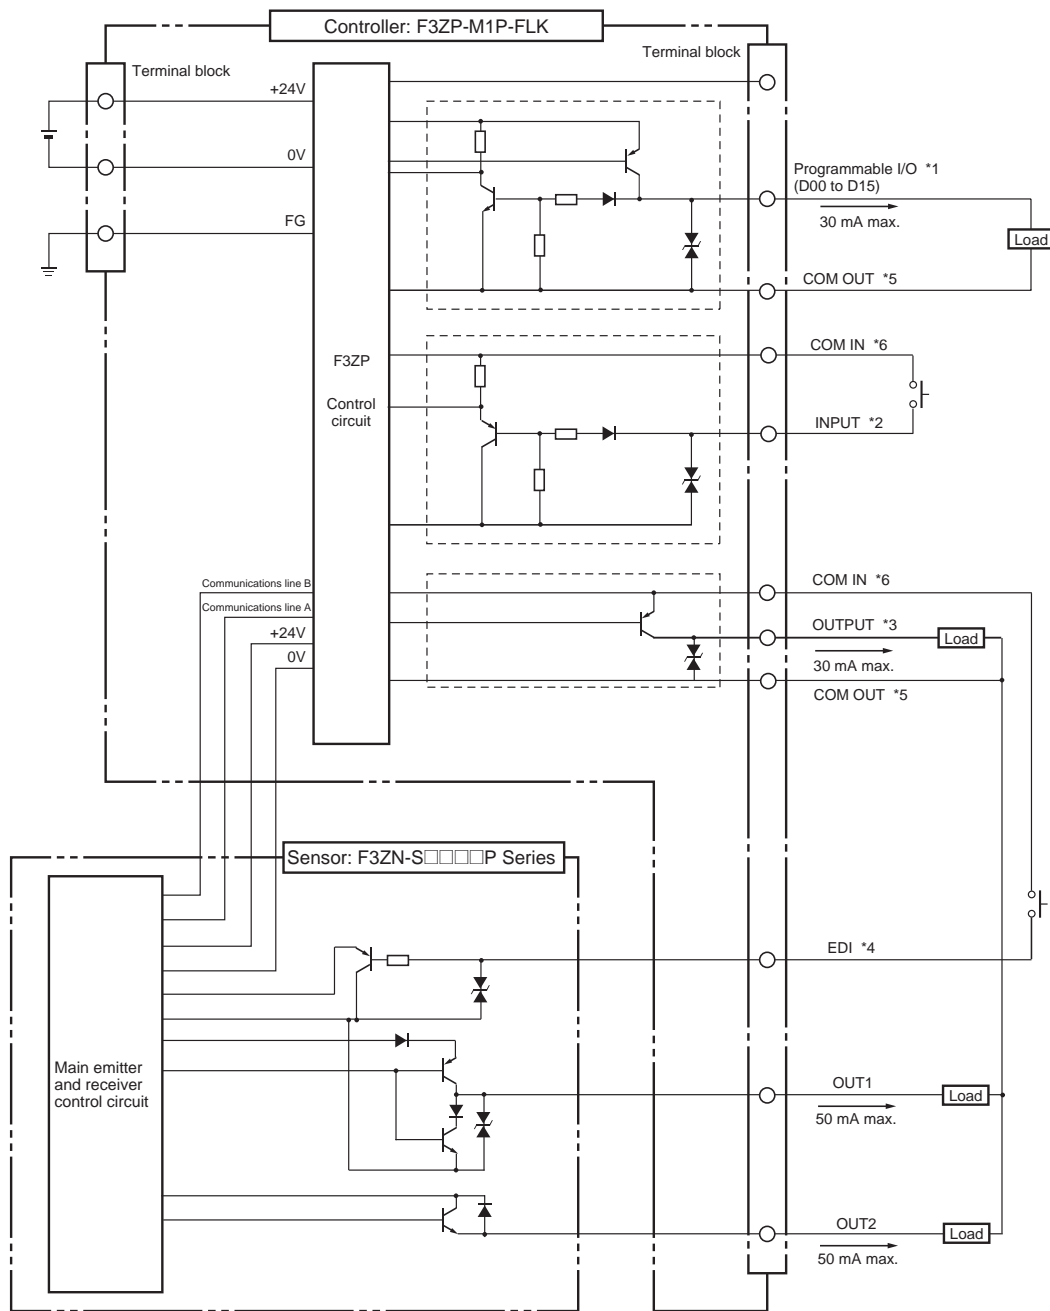 Controller: F3ZP-M1P-FLK
Terminal block
Terminal block
+24V
0V
FG
Programmable I/O *1
(D00 to D15)
30 mA max.
Load
COM OUT *5
F3ZP
Control
circuit
COM IN *6
INPUT *2
Communications line B
Communications line A
+24V
0V
COM IN *6
OUTPUT *3
Load
30 mA max.
COM OUT *5
Sensor: F3ZN-S□□□□P Series
EDI *4
Main emitter
and receiver
control circuit
OUT1
Load
50 mA max.
OUT2
Load
50 mA max.